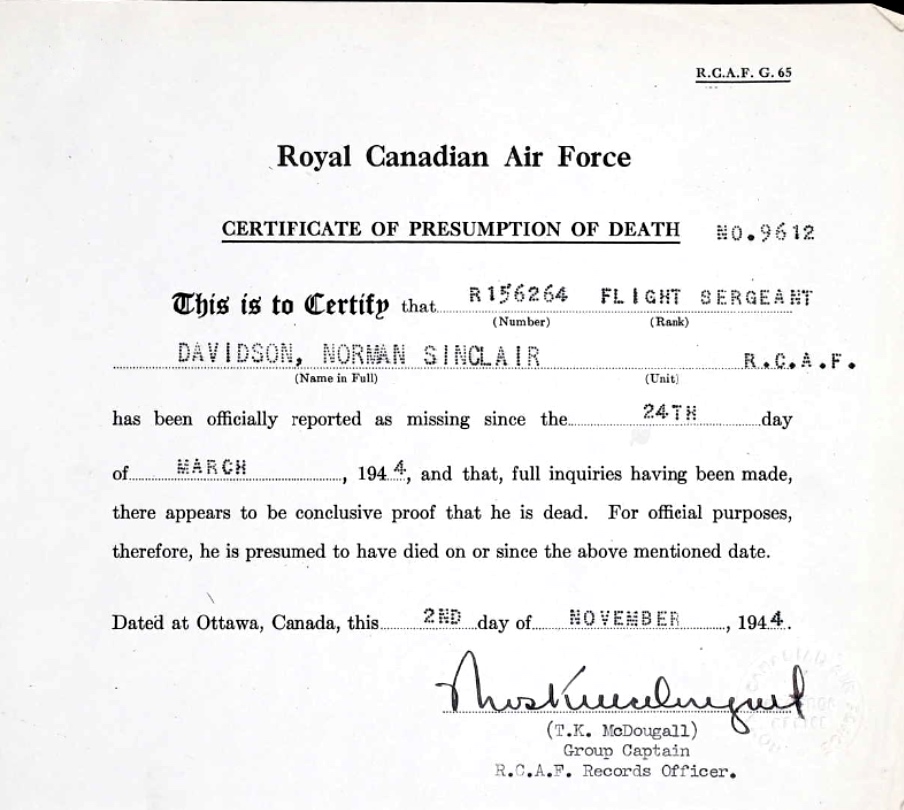 R.C.A.F. G. 65
Royal Canadian Air Force
CERTIFICATE OF PRESUMPTION OF DEATH NO.9612
This is to Certify that R156264 FLIGHT SERGEANT
(Number) (Rank)
DAVIDSON, NORMAN SINCLAIR R.C.A.F.
(Name in Full) (Unit)
has been officially reported as missing since the 24TH day
of MARCH, 1944, and that, full inquiries having been made,
there appears to be conclusive proof that he is dead. For official purposes,
therefore, he is presumed to have died on or since the above mentioned date.
Dated at Ottawa, Canada, this 2ND day of NOVEMBER, 1944.
(T.K. McDougall)
Group Captain
R.C.A.F. Records Officer.